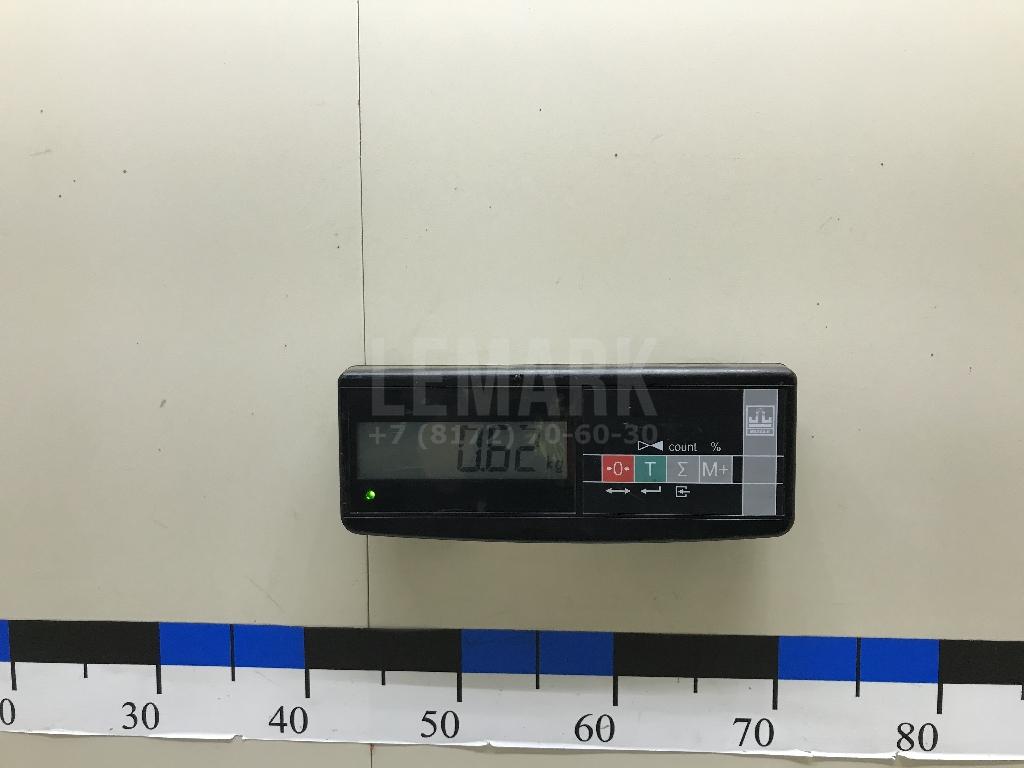 LEMARK
+7 (8172) 70-60-30
0.62 kg
count %
→0← T Σ M+
0 30 40 50 60 70 80